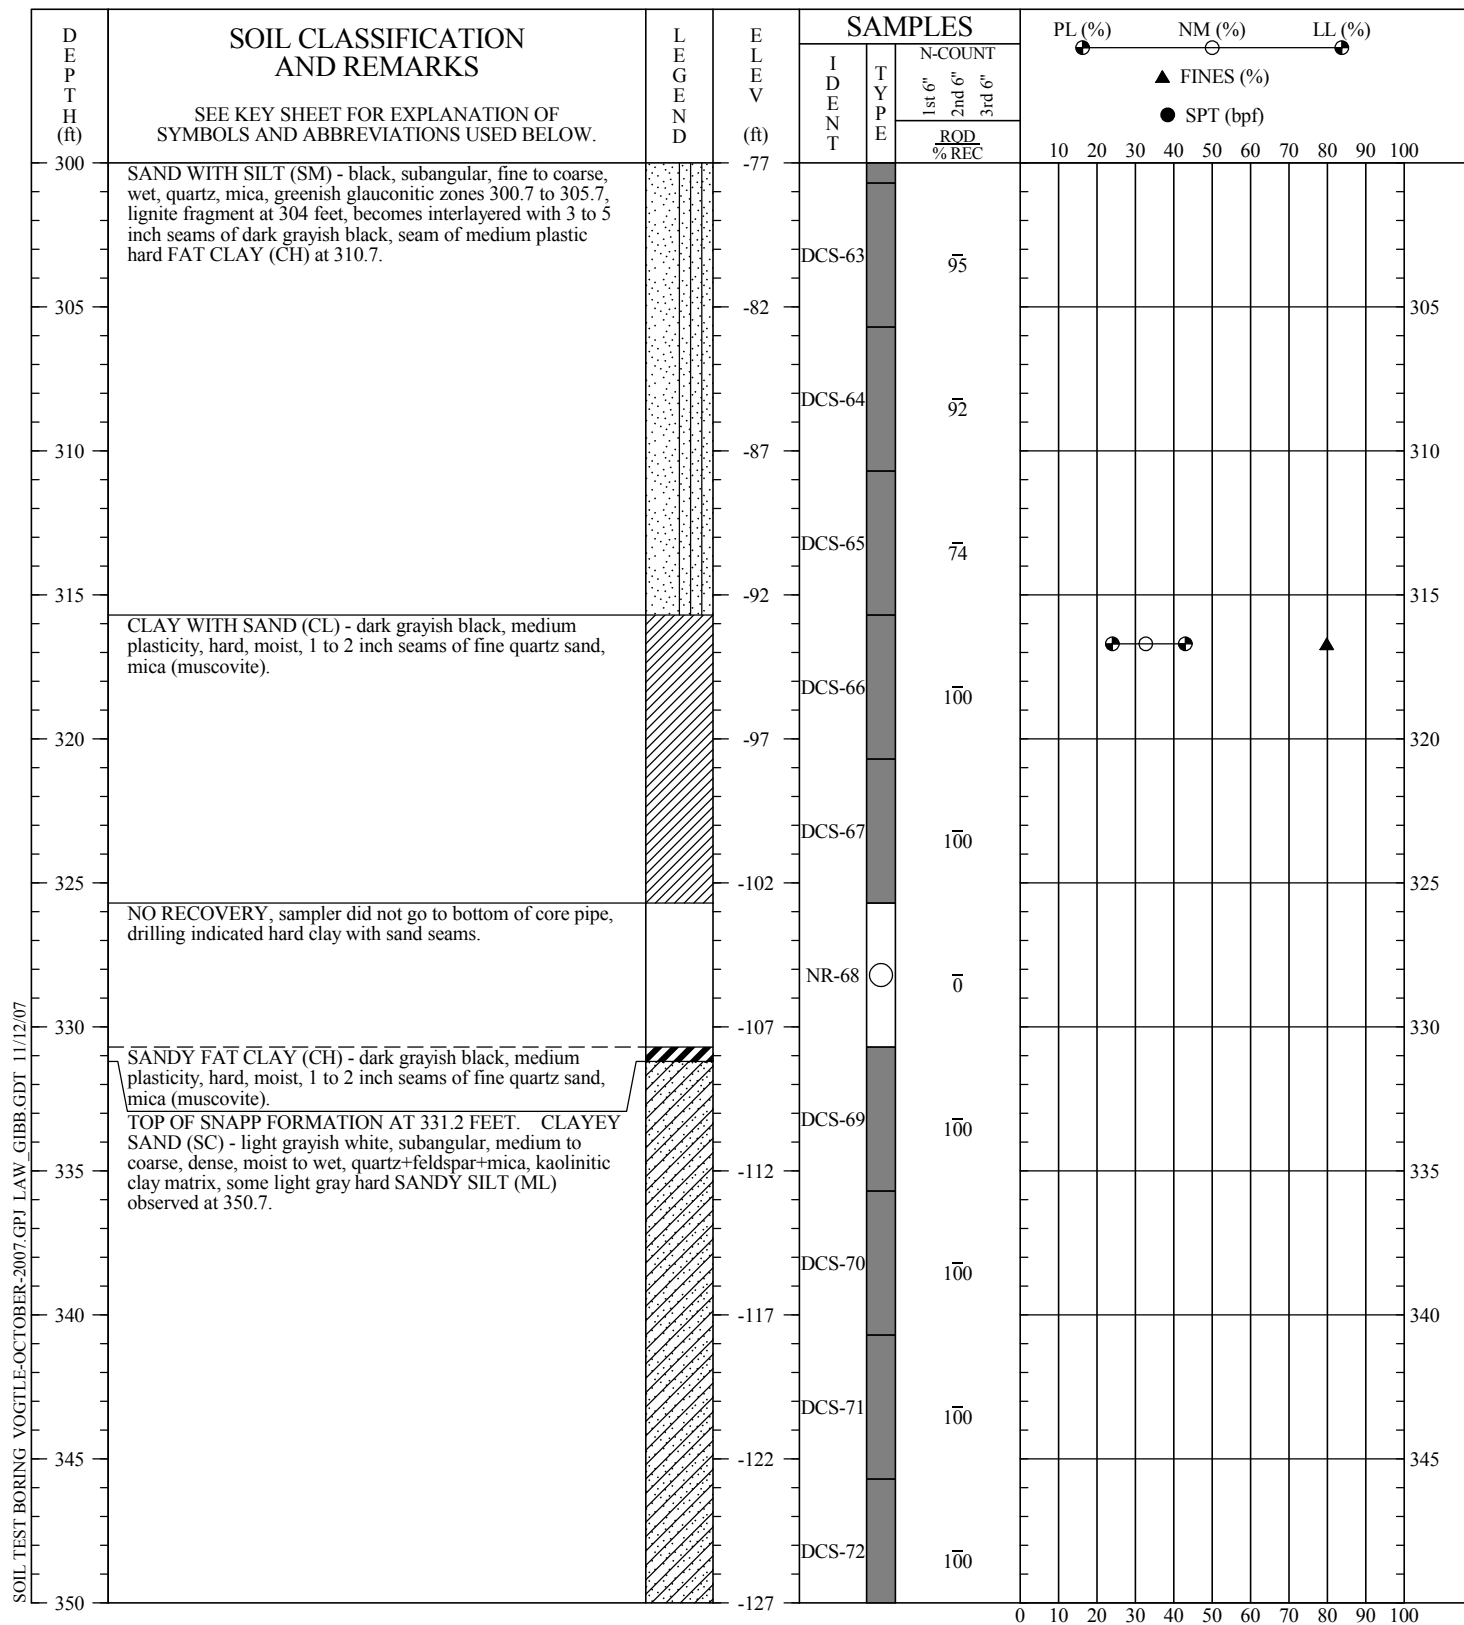 DEPTH
(ft)
SOIL CLASSIFICATION
AND REMARKS
SEE KEY SHEET FOR EXPLANATION OF
SYMBOLS AND ABBREVIATIONS USED BELOW.
LEGEND
ELEV
(ft)
SAMPLES
IDENT
TYPE
N-COUNT
1st 6"
2nd 6"
3rd 6"
RQD
% REC
PL (%) NM (%) LL (%)
▲ FINES (%)
● SPT (bpf)
10 20 30 40 50 60 70 80 90 100
300
SAND WITH SILT (SM) - black, subangular, fine to coarse,
wet, quartz, mica, greenish glauconitic zones 300.7 to 305.7,
lignite fragment at 304 feet, becomes interlayered with 3 to 5
inch seams of dark grayish black, seam of medium plastic
hard FAT CLAY (CH) at 310.7.
-77
DCS-63
95
305
-82
305
DCS-64
92
310
-87
310
DCS-65
74
315
-92
315
CLAY WITH SAND (CL) - dark grayish black, medium
plasticity, hard, moist, 1 to 2 inch seams of fine quartz sand,
mica (muscovite).
DCS-66
100
320
-97
320
DCS-67
100
325
-102
325
NO RECOVERY, sampler did not go to bottom of core pipe,
drilling indicated hard clay with sand seams.
NR-68
0
330
-107
330
SANDY FAT CLAY (CH) - dark grayish black, medium
plasticity, hard, moist, 1 to 2 inch seams of fine quartz sand,
mica (muscovite).
TOP OF SNAPP FORMATION AT 331.2 FEET. CLAYEY
SAND (SC) - light grayish white, subangular, medium to
coarse, dense, moist to wet, quartz+feldspar+mica, kaolinitic
clay matrix, some light gray hard SANDY SILT (ML)
observed at 350.7.
DCS-69
100
335
-112
335
DCS-70
100
340
-117
340
DCS-71
100
345
-122
345
DCS-72
100
350
-127
0 10 20 30 40 50 60 70 80 90 100
SOIL TEST BORING VOGTLE-OCTOBER-2007.GPJ LAW_GIBB.GDT 11/12/07